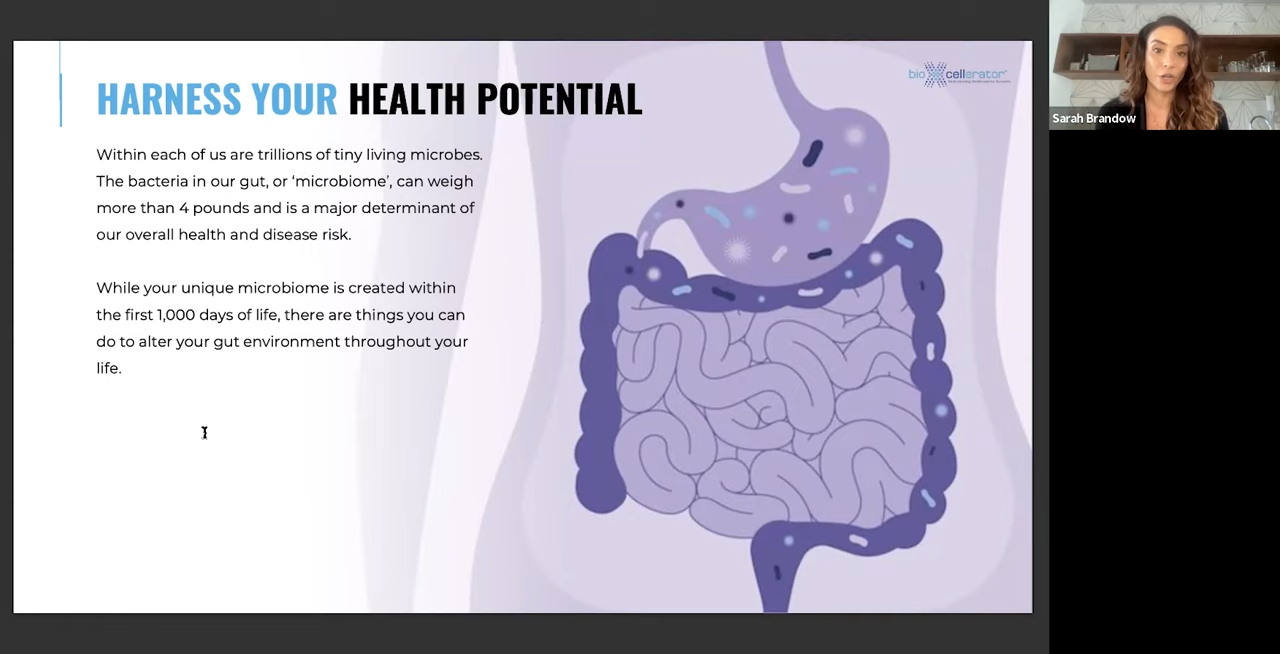 HARNESS YOUR HEALTH POTENTIAL
Within each of us are trillions of tiny living microbes.
The bacteria in our gut, or ‘microbiome’, can weigh
more than 4 pounds and is a major determinant of
our overall health and disease risk.
While your unique microbiome is created within
the first 1,000 days of life, there are things you can
do to alter your gut environment throughout your
life.
bio cellerator
Sarah Brandow